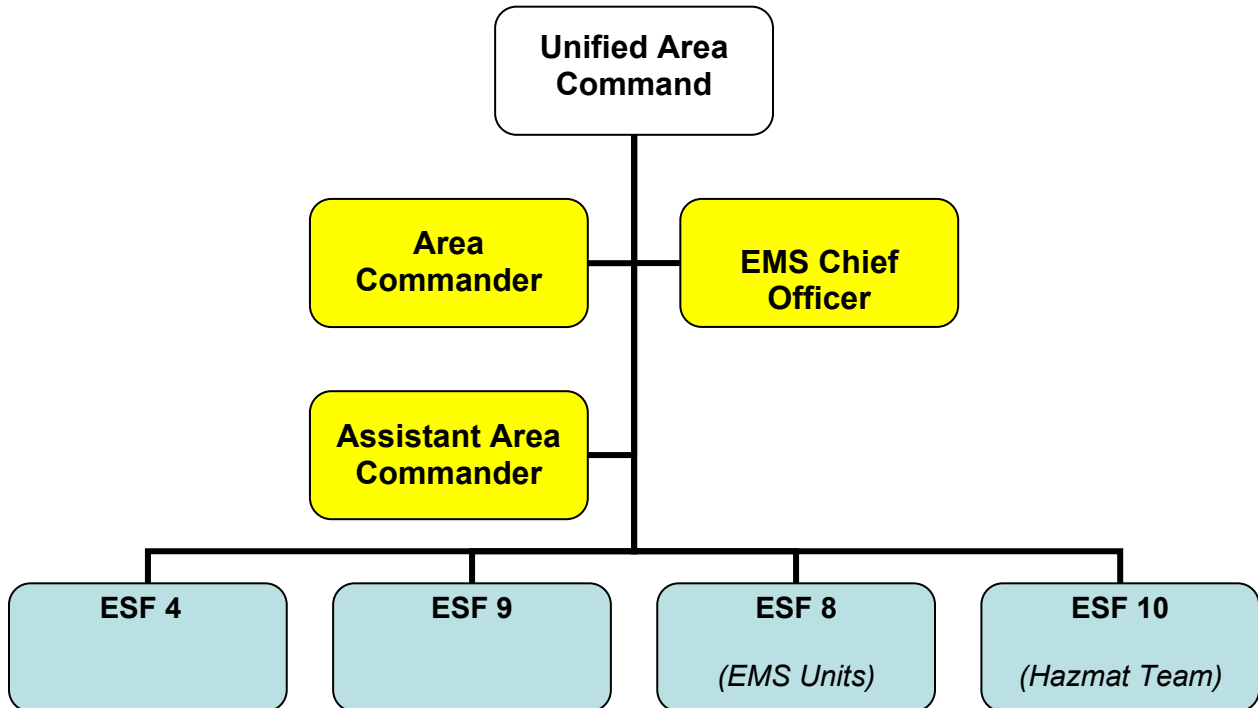 Unified Area
Command
Area
Commander
EMS Chief
Officer
Assistant Area
Commander
ESF 4
ESF 9
ESF 8
(EMS Units)
ESF 10
(Hazmat Team)